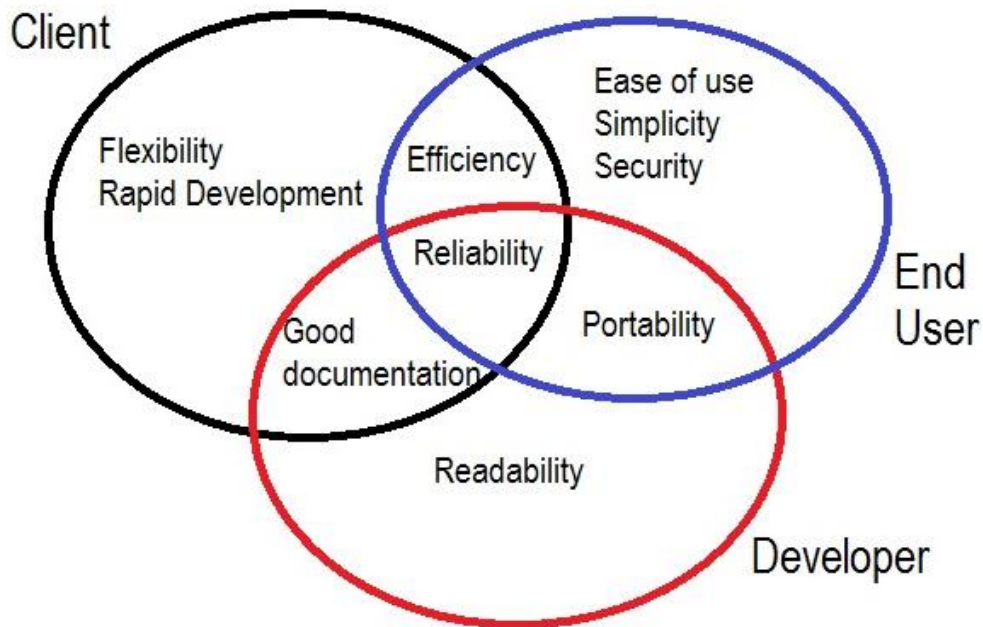 Client
Flexibility
Rapid Development
Efficiency
Ease of use
Simplicity
Security
Reliability
End
User
Good
documentation
Portability
Readability
Developer